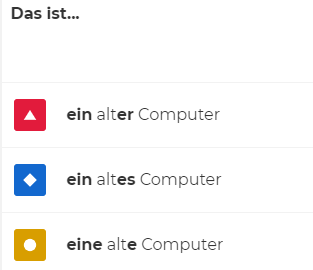 Das ist...
ein alter Computer
ein altes Computer
eine alte Computer